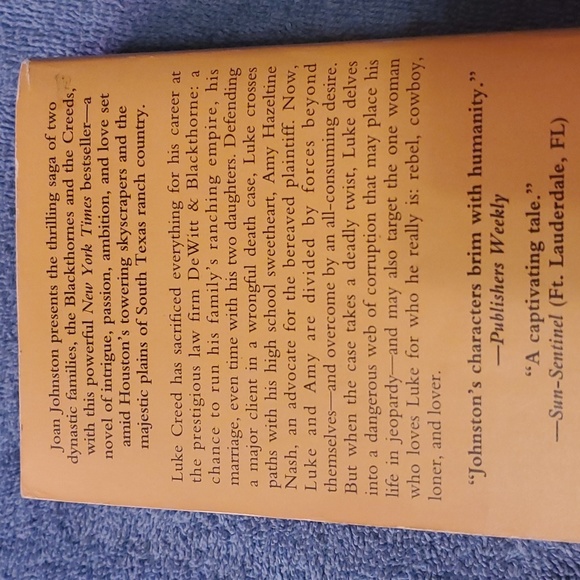 Joan Johnston presents the thrilling saga of two
dynastic families, the Blackthornes and the Creeds,
with this powerful New York Times bestseller—a
novel of intrigue, passion, ambition, and love set
amid Houston's towering skyscrapers and the
majestic plains of South Texas ranch country.
Luke Creed has sacrificed everything for his career at
the prestigious law firm DeWitt & Blackthorne: a
chance to run his family's ranching empire, his
marriage, even time with his two daughters. Defending
a major client in a wrongful death case, Luke crosses
paths with his high school sweetheart, Amy Hazeltine
Nash, an advocate for the bereaved plaintiff. Now,
Luke and Amy are divided by forces beyond
themselves—and overcome by an all-consuming desire.
But when the case takes a deadly twist, Luke delves
into a dangerous web of corruption that may place his
life in jeopardy—and may also target the one woman
who loves Luke for who he really is: rebel, cowboy,
loner, and lover.
"Johnston's characters brim with humanity."
—Publishers Weekly
"A captivating tale."
—Sun-Sentinel (Ft. Lauderdale, FL)